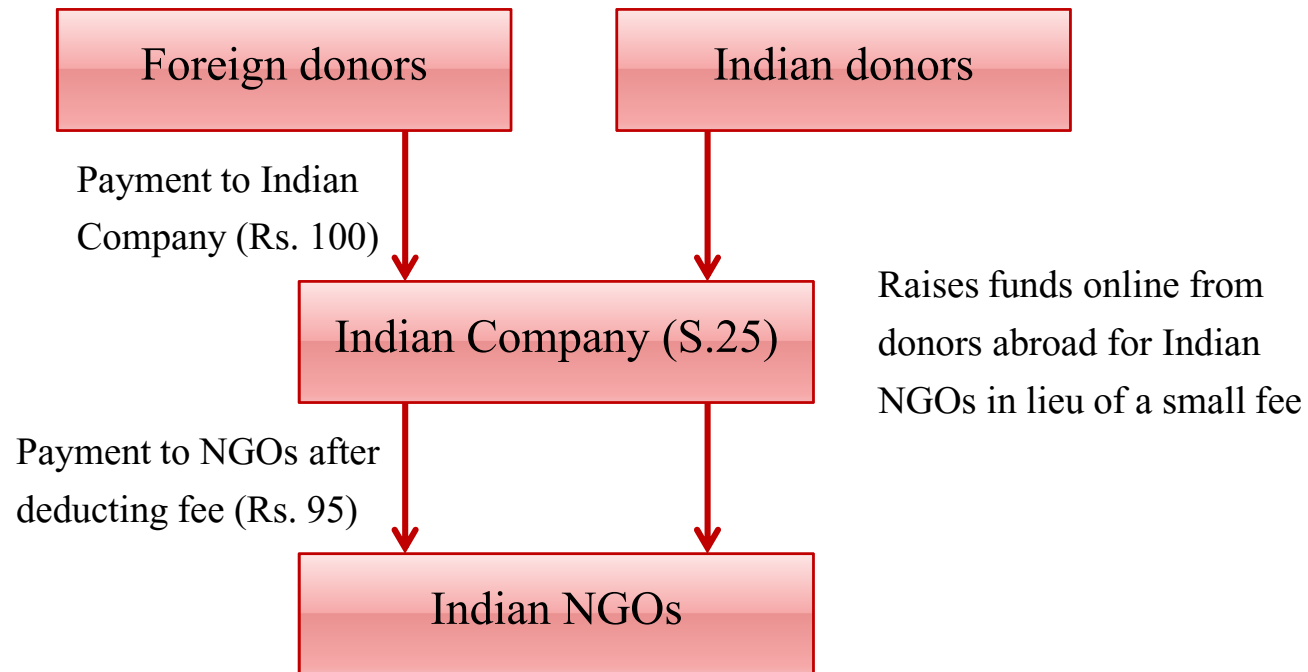 Foreign donors
Indian donors
Payment to Indian
Company (Rs. 100)
Indian Company (S.25)
Raises funds online from
donors abroad for Indian
NGOs in lieu of a small fee
Payment to NGOs after
deducting fee (Rs. 95)
Indian NGOs